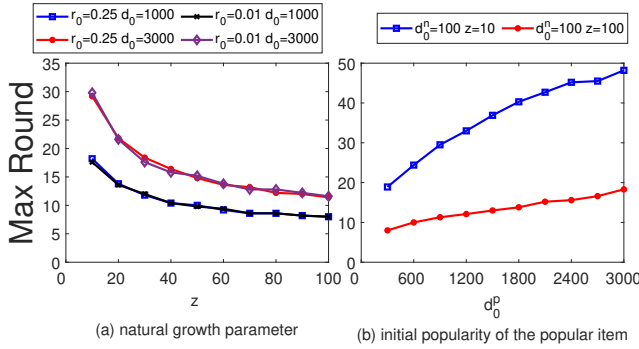 r₀=0.25 d₀=1000 r₀=0.01 d₀=1000
r₀=0.25 d₀=3000 r₀=0.01 d₀=3000
Max Round
35
30
25
20
15
10
5
0
0 20 40 60 80 100
z
(a) natural growth parameter
d₀ⁿ=100 z=10 d₀ⁿ=100 z=100
50
40
30
20
10
0
0 600 1200 1800 2400 3000
d₀ᵖ
(b) initial popularity of the popular item